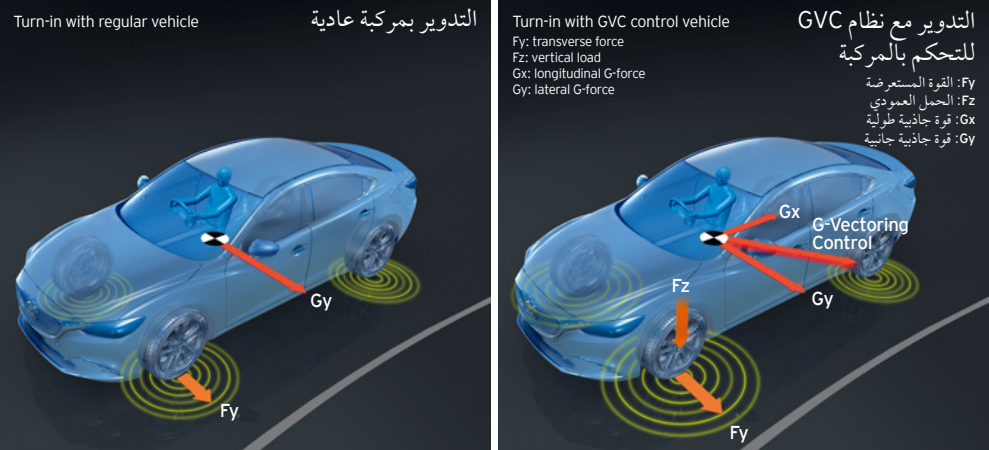 Turn-in with regular vehicle
التدوير بمركبة عادية
Gy
Fy
Turn-in with GVC control vehicle
Fy: transverse force
Fz: vertical load
Gx: longitudinal G-force
Gy: lateral G-force
التدوير مع نظام GVC
للتحكم بالمركبة
Fy: القوة المستعرضة
Fz: الحمل العمودي
Gx: قوة جاذبية طولية
Gy: قوة جاذبية جانبية
Gx
G-Vectoring
Control
Fz
Gy
Fy